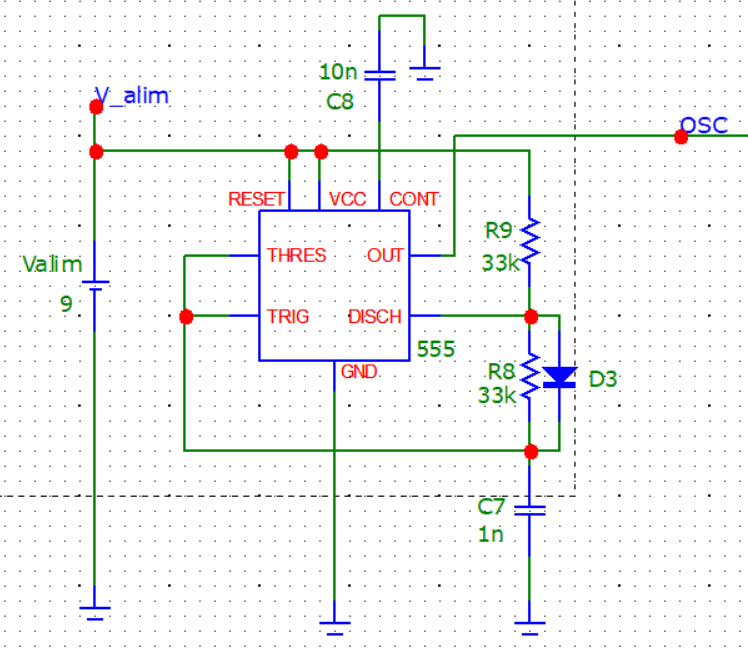 10n
C8
V_alim
OSC
RESET
VCC
CONT
R9
33k
THRES
OUT
Valim
9
TRIG
DISCH
555
GND
R8
33k
D3
C7
1n